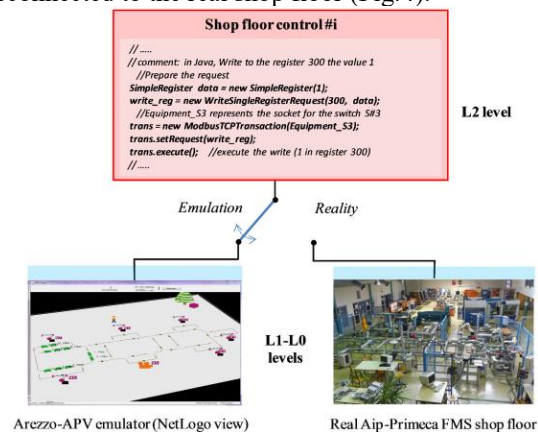 connected to the real shop floor (Fig. 7).
Shop floor control #i
// .....
// comment: in Java, Write to the register 300 the value 1
//Prepare the request
SimpleRegister data = new SimpleRegister(1);
write_reg = new WriteSingleRegisterRequest(300, data);
//Equipment_S3 represents the socket for the switch S#3
trans = new ModbusTCPTransaction(Equipment_S3);
trans.setRequest(write_reg);
trans.execute(); //execute the write (1 in register 300)
// .....
L2 level
Emulation
Reality
L1-L0
levels
Arezzo-APV emulator (NetLogo view)
Real Aip-Primeca FMS shop floor